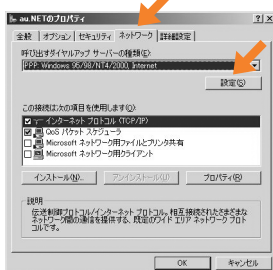 au.NETのプロパティ
全般 オプション セキュリティ ネットワーク 詳細設定
呼び出すダイヤルアップ サーバーの種類(E):
PPP: Windows 95/98/NT4/2000, Internet
設定(S)
この接続は次の項目を使用します(O):
インターネット プロトコル (TCP/IP)
QoS パケット スケジューラ
Microsoft ネットワーク用ファイルとプリンタ共有
Microsoft ネットワーク用クライアント
インストール(N)... アンインストール(U) プロパティ(R)
説明
伝送制御プロトコル/インターネット プロトコル。相互接続されたさまざまな
ネットワーク間の通信を提供する、既定のワイド エリア ネットワーク プロト
コルです。
OK キャンセル